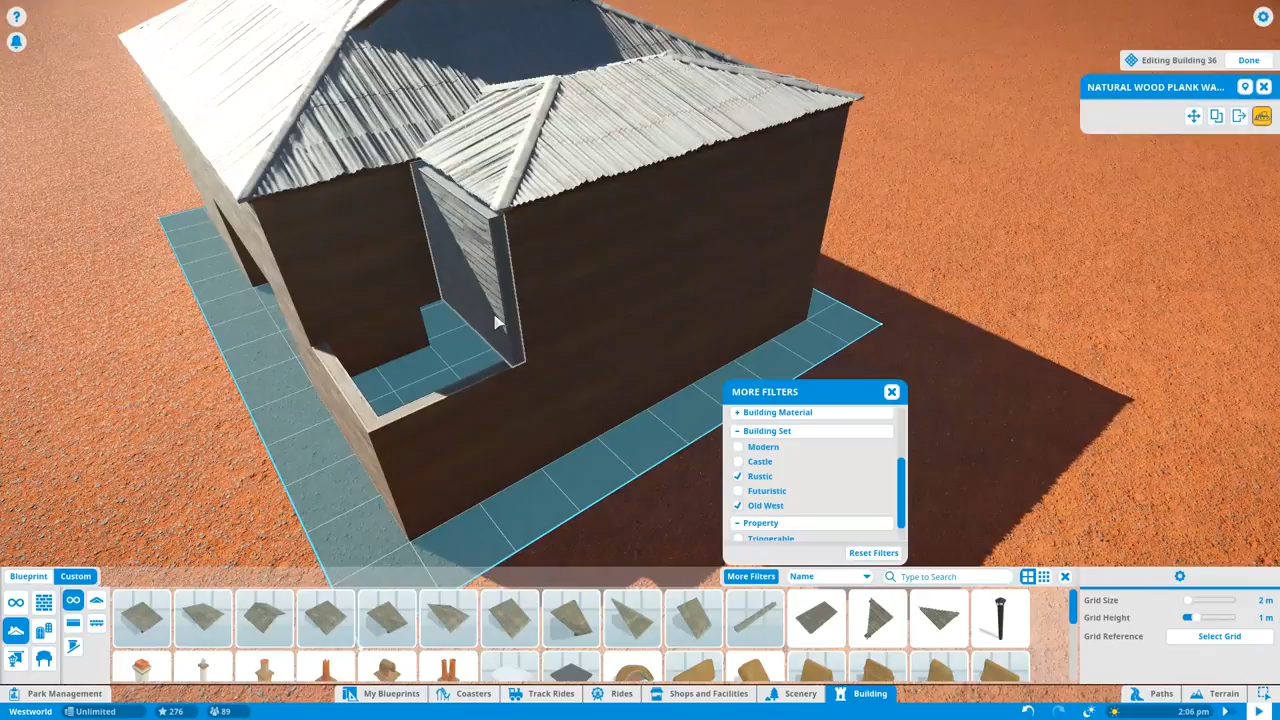 ?
Editing Building 36 Done
NATURAL WOOD PLANK WA...
MORE FILTERS
+ Building Material
− Building Set
Modern
Castle
Rustic
Futuristic
Old West
− Property
Triggerable
Reset Filters
Blueprint Custom More Filters Name Type to Search
Grid Size 2 m
Grid Height 1 m
Grid Reference Select Grid
Park Management My Blueprints Coasters Track Rides Rides Shops and Facilities Scenery Building Paths Terrain
Westworld Unlimited 276 89 2:06 pm